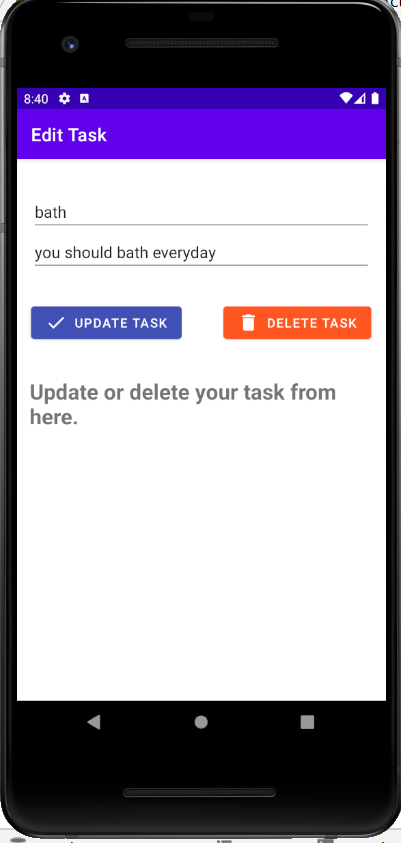 8:40
Edit Task
bath
you should bath everyday
UPDATE TASK
DELETE TASK
Update or delete your task from
here.